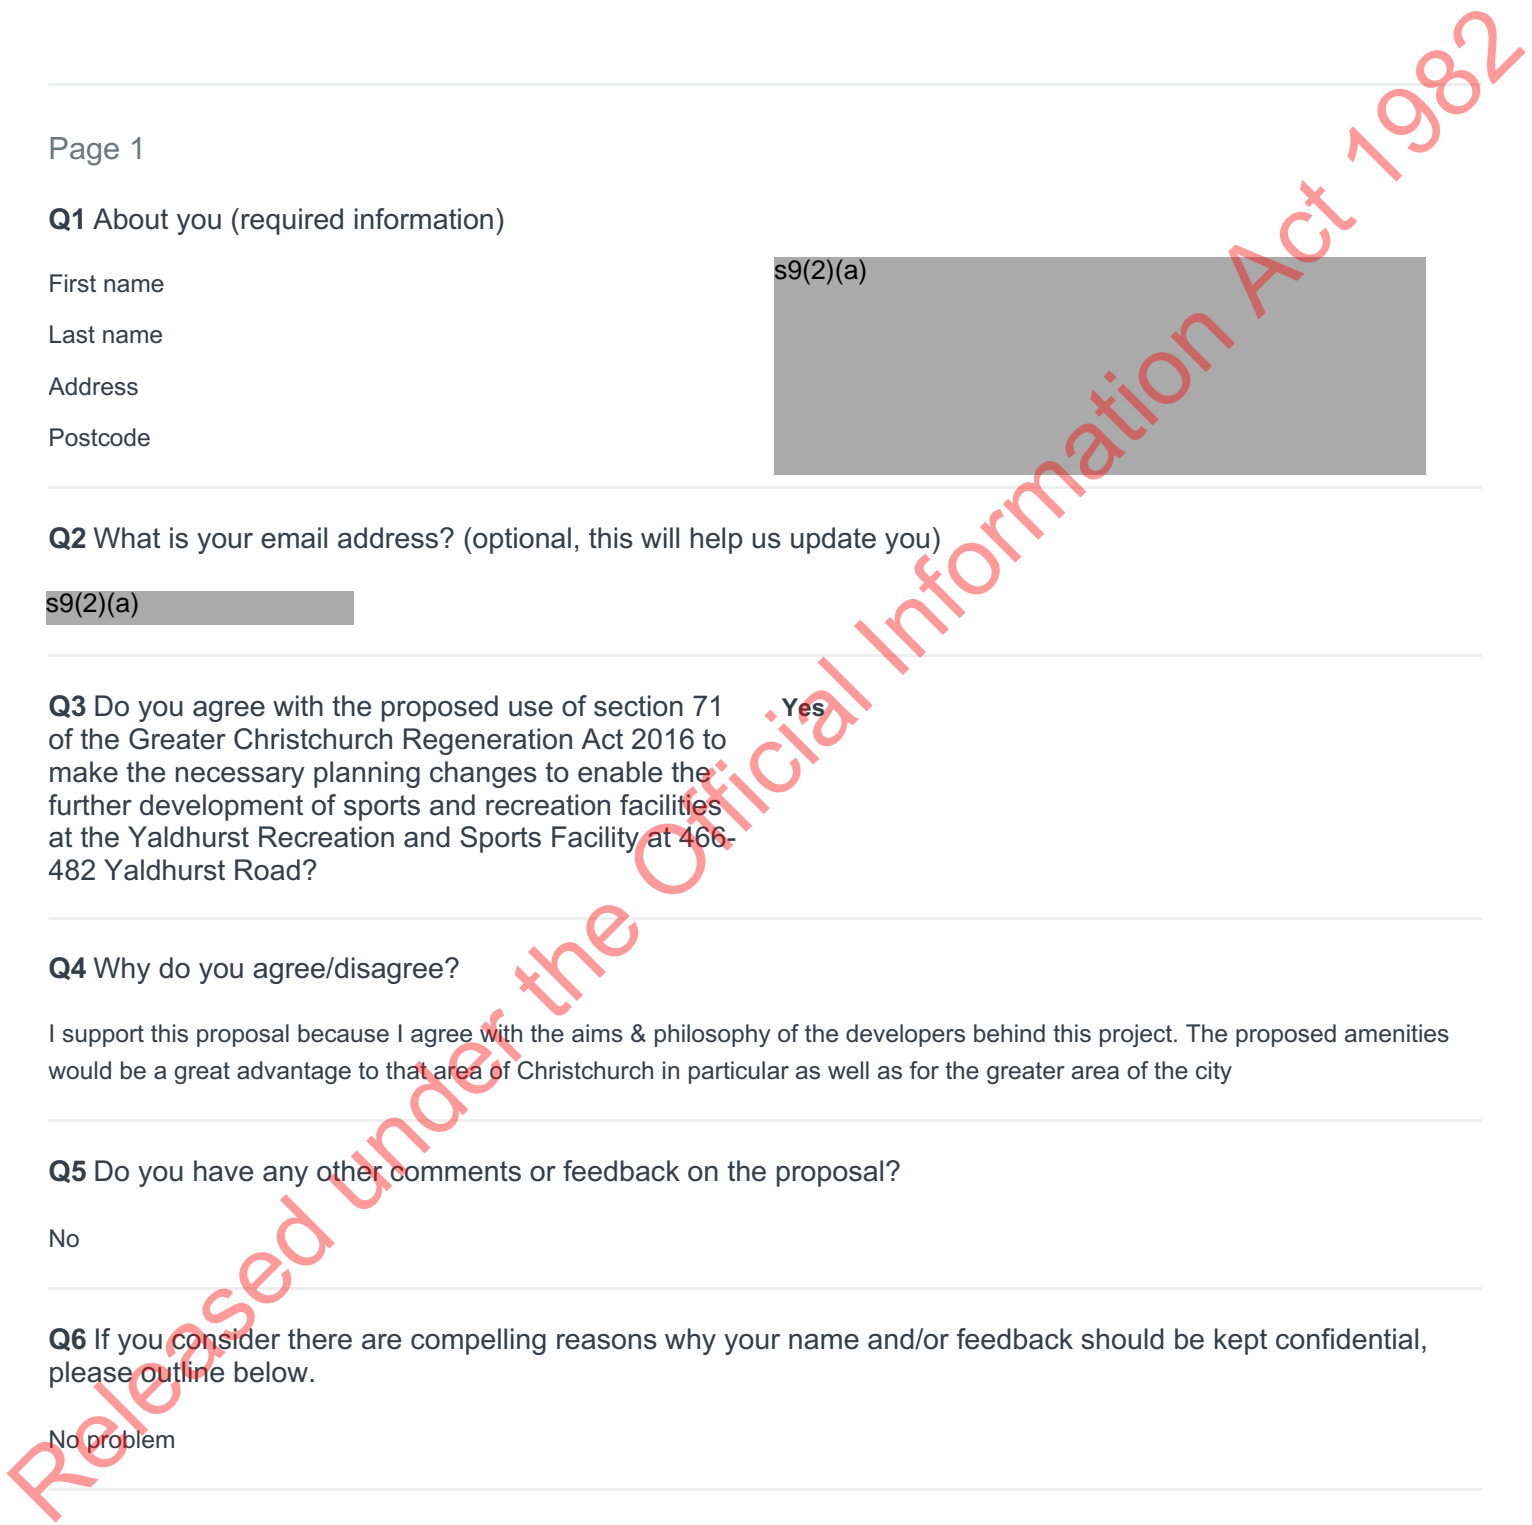 Page 1
Q1 About you (required information)
First name
s9(2)(a)
Last name
Address
Postcode
Q2 What is your email address? (optional, this will help us update you)
s9(2)(a)
Q3 Do you agree with the proposed use of section 71
Yes
of the Greater Christchurch Regeneration Act 2016 to
make the necessary planning changes to enable the
further development of sports and recreation facilities
at the Yaldhurst Recreation and Sports Facility at 466-
482 Yaldhurst Road?
Q4 Why do you agree/disagree?
I support this proposal because I agree with the aims & philosophy of the developers behind this project. The proposed amenities
would be a great advantage to that area of Christchurch in particular as well as for the greater area of the city
Q5 Do you have any other comments or feedback on the proposal?
No
Q6 If you consider there are compelling reasons why your name and/or feedback should be kept confidential,
please outline below.
No problem
Released under the Official Information Act 1982